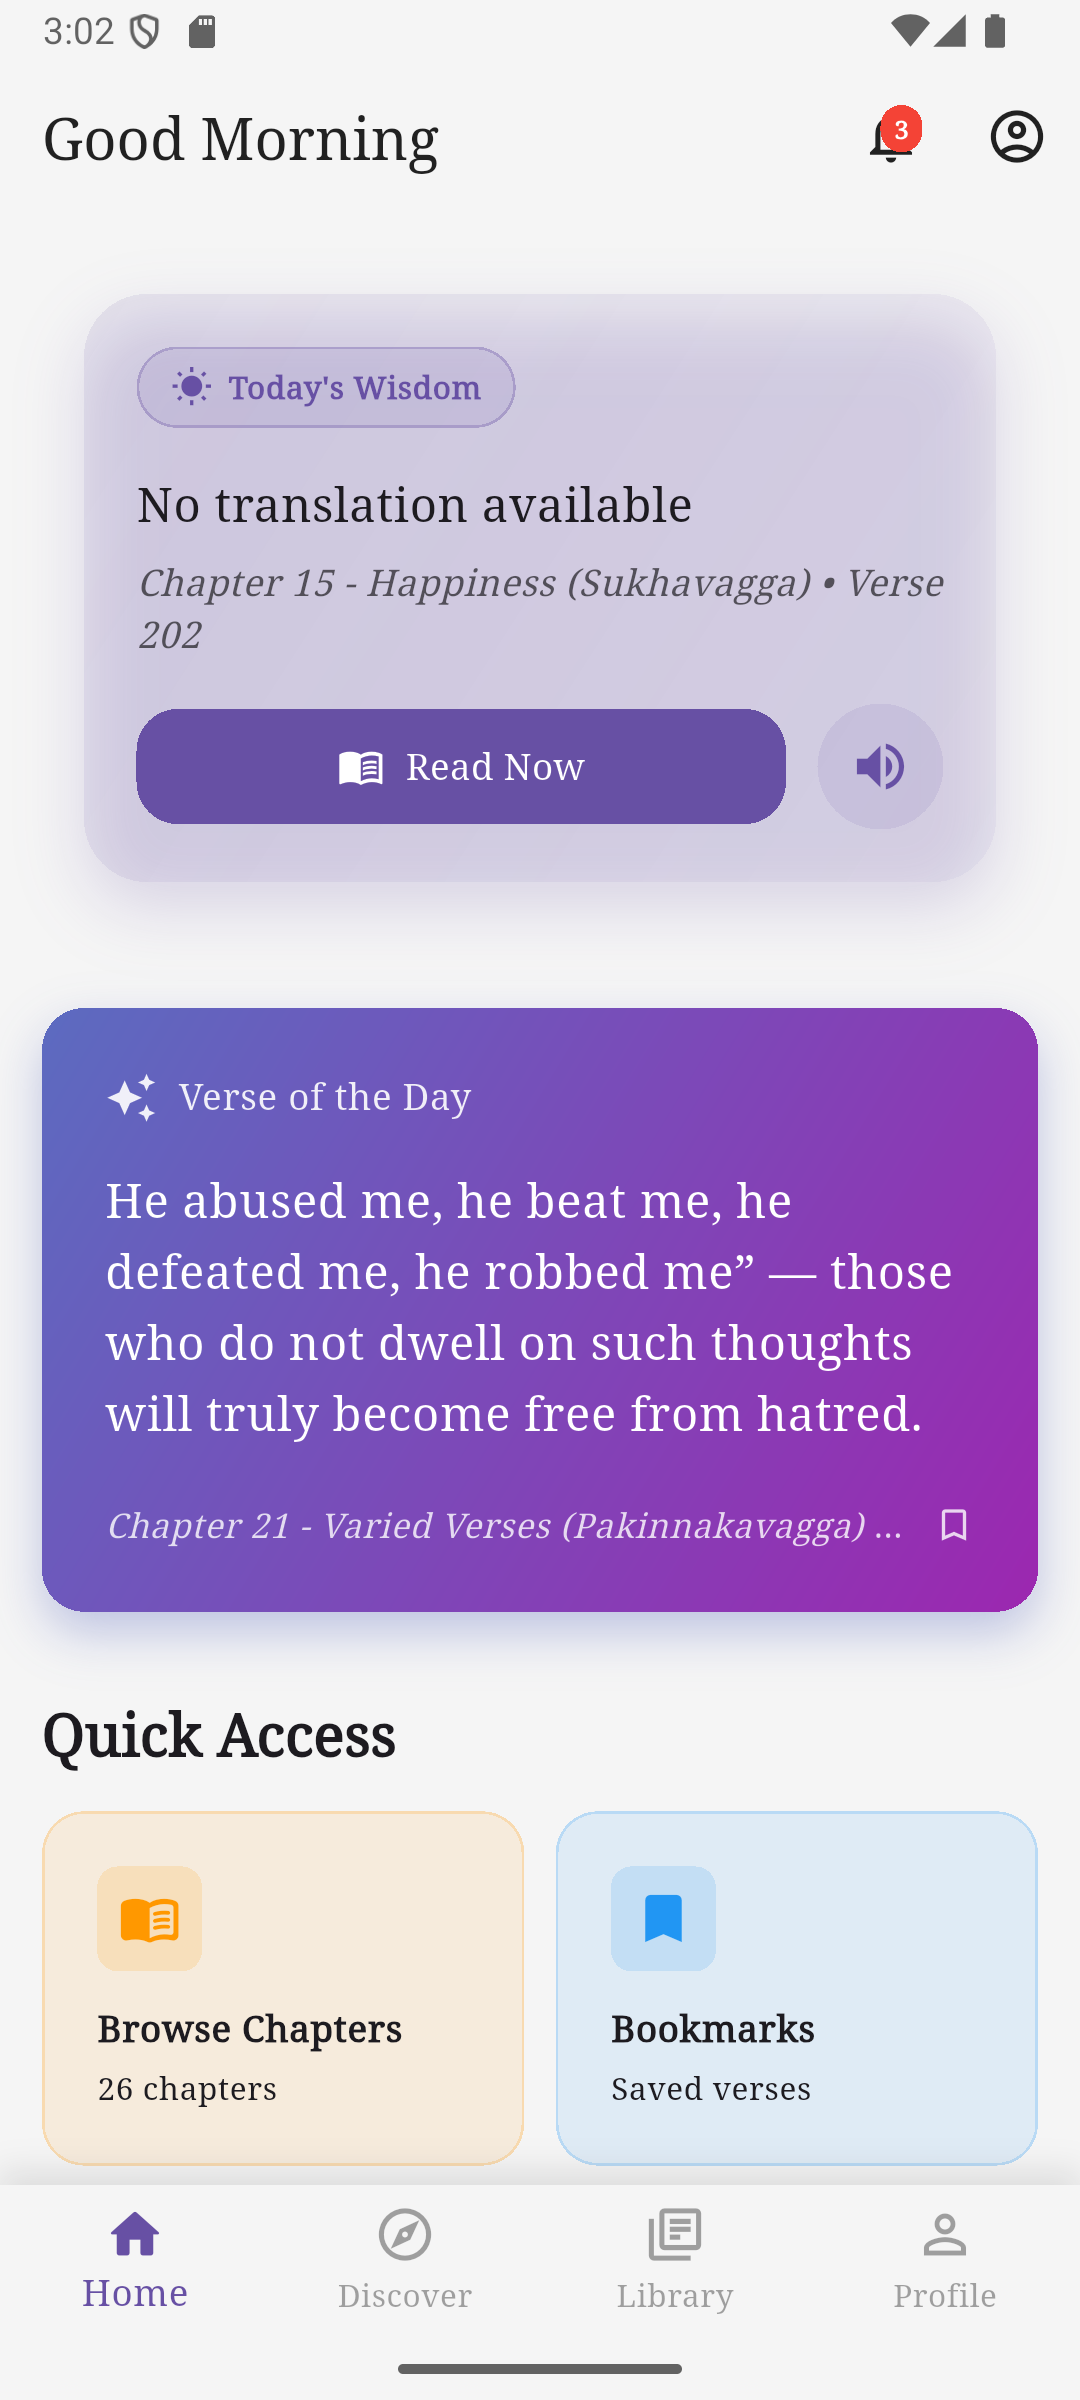 3:02
Good Morning
3
Today's Wisdom
No translation available
Chapter 15 - Happiness (Sukhavagga) • Verse
202
Read Now
Verse of the Day
He abused me, he beat me, he
defeated me, he robbed me” — those
who do not dwell on such thoughts
will truly become free from hatred.
Chapter 21 - Varied Verses (Pakinnakavagga) ...
Quick Access
Browse Chapters
26 chapters
Bookmarks
Saved verses
Home
Discover
Library
Profile